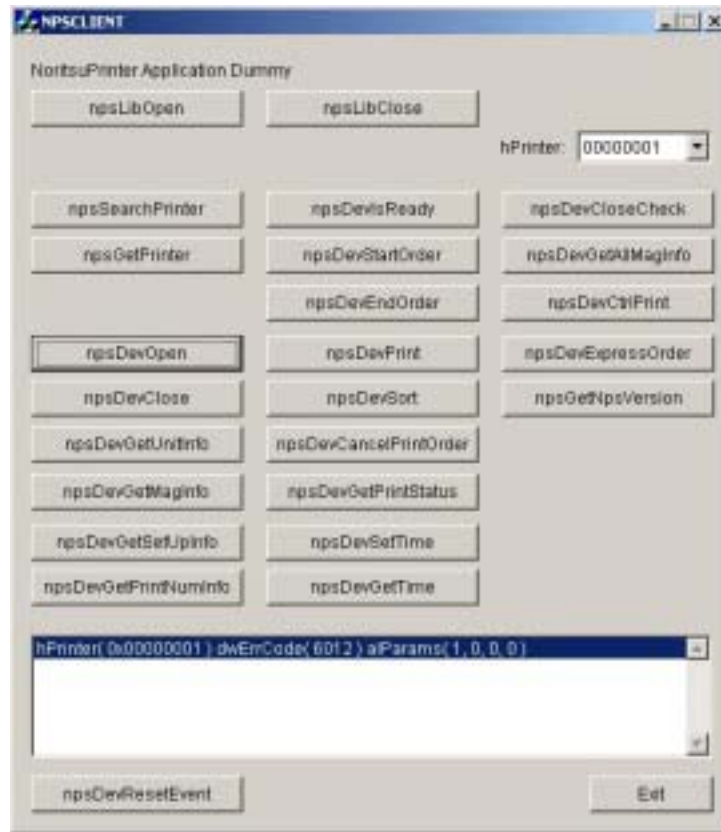 NPSCLIENT
NoritsuPrinter Application Dummy
npsLibOpen npsLibClose
hPrinter: 00000001
npsSearchPrinter npsDevIsReady npsDevCloseCheck
npsGetPrinter npsDevStartOrder npsDevGetAllMagInfo
npsDevEndOrder npsDevCtrlPrint
npsDevOpen npsDevPrint npsDevExpressOrder
npsDevClose npsDevSort npsGetNpsVersion
npsDevGetUnitInfo npsDevCancelPrintOrder
npsDevGetMagInfo npsDevGetPrintStatus
npsDevGetSetUpInfo npsDevSetTime
npsDevGetPrintNumInfo npsDevGetTime
hPrinter( 0x00000001 ) dwErrCode( 6012 ) alParams( 1, 0, 0, 0 )
npsDevResetEvent Exit